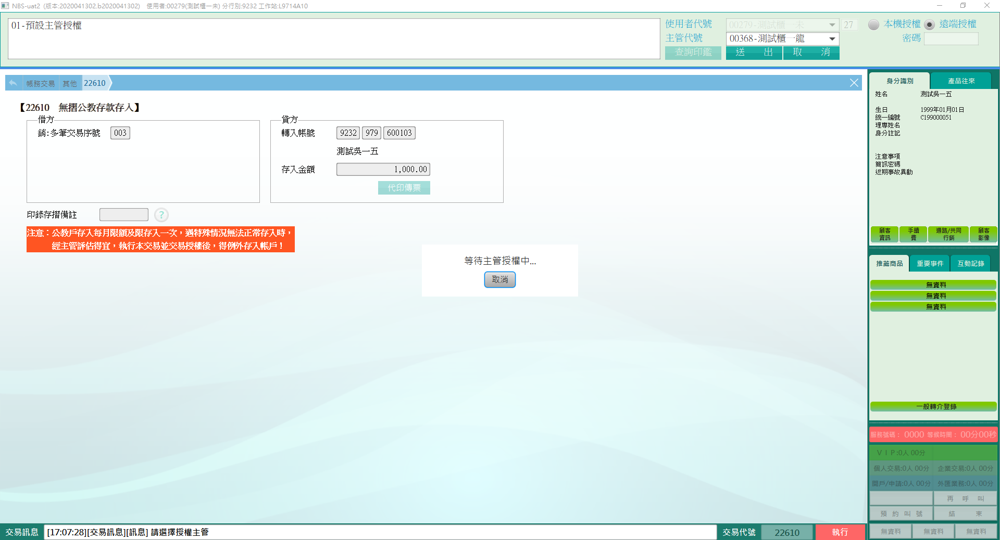 NBS-uat2 (版本:2020041302.b2020041302) 使用者:00279(測試櫃一未) 分行別:9232 工作站:L9714A10
01-預設主管授權
使用者代號 00279-測試櫃一未 27 本機授權 遠端授權
主管代號 00368-測試櫃一龍 密碼
查詢印鑑 送 出 取 消
帳務交易 其他 22610
【22610 無摺公教存款存入】
借方
銷:多筆交易序號 003
貸方
轉入帳號 9232 979 600103
測試吳一五
存入金額 1,000.00
代印傳票
印錄存摺備註 ?
注意：公教戶存入每月限額及限存入一次，遇特殊情況無法正常存入時，
經主管評估得宜，執行本交易並交易授權後，得例外存入帳戶！
等待主管授權中...
取消
身分識別 產品往來
姓名 測試吳一五
生日 1999年01月01日
統一編號 C199000051
理專姓名
身分註記
注意事項
簡訊密碼
近期事故異動
顧客資訊 手續費 通路/共同行銷 顧客影像
推薦商品 重要事件 互動記錄
無資料
無資料
無資料
一般轉介登錄
服務號碼： 0000 等候時間： 00分00秒
ＶＩＰ:0人 00分
個人交易:0人 00分 企業交易:0人 00分
開戶/申請:0人 00分 外匯業務:0人 00分
再 呼 叫
預 約 叫 號 結 束
無資料 無資料 無資料
交易訊息 [17:07:28][交易訊息][訊息] 請選擇授權主管 交易代號 22610 執行